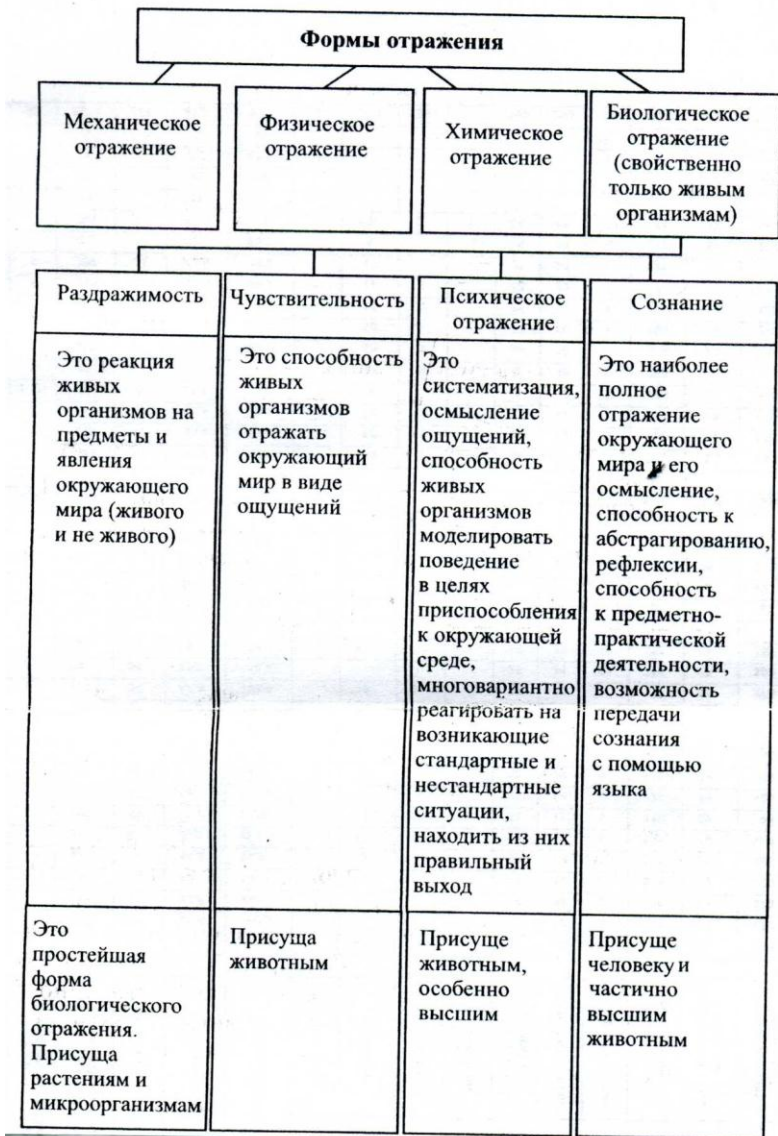 Формы отражения
Механическое
отражение
Физическое
отражение
Химическое
отражение
Биологическое
отражение
(свойственно
только живым
организмам)
Раздражимость
Чувствительность
Психическое
отражение
Сознание
Это реакция
живых
организмов на
предметы и
явления
окружающего
мира (живого
и не живого)
Это способность
живых
организмов
отражать
окружающий
мир в виде
ощущений
Это
систематизация,
осмысление
ощущений,
способность
живых
организмов
моделировать
поведение
в целях
приспособления
к окружающей
среде,
многовариантно
реагировать на
возникающие
стандартные и
нестандартные
ситуации,
находить из них
правильный
выход
Это наиболее
полное
отражение
окружающего
мира и его
осмысление,
способность к
абстрагированию,
рефлексии,
способность
к предметно-
практической
деятельности,
возможность
передачи
сознания
с помощью
языка
Это
простейшая
форма
биологического
отражения.
Присуща
растениям и
микроорганизмам
Присуща
животным
Присуще
животным,
особенно
высшим
Присуще
человеку и
частично
высшим
животным